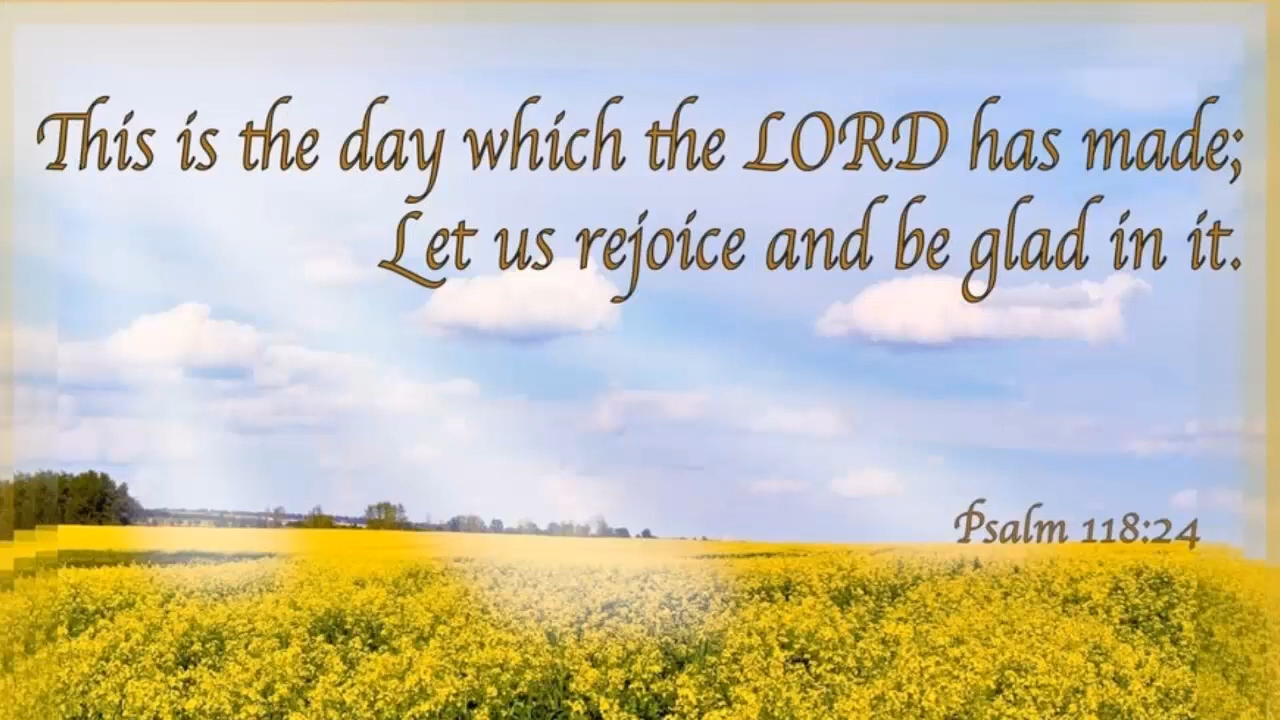 This is the day which the LORD has made;
Let us rejoice and be glad in it.
Psalm 118:24